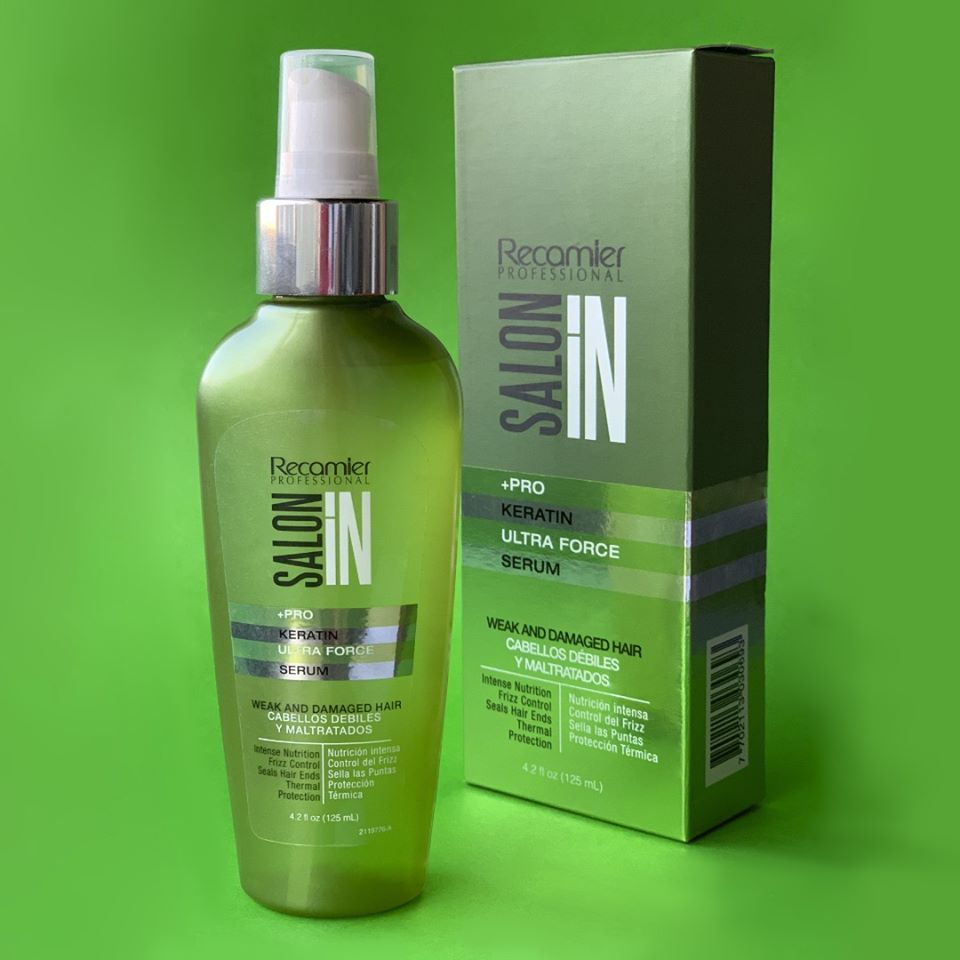 Recamier
PROFESSIONAL
SALON
iN
+PRO
KERATIN
ULTRA FORCE
SERUM
WEAK AND DAMAGED HAIR
CABELLOS DEBILES
Y MALTRATADOS
Intense Nutrition
Frizz Control
Seals Hair Ends
Thermal
Protection
Nutrición intensa
Control del Frizz
Sella las Puntas
Protección
Térmica
4.2 fl oz (125 mL)
2119776-A
Recamier
PROFESSIONAL
SALON
iN
+PRO
KERATIN
ULTRA FORCE
SERUM
WEAK AND DAMAGED HAIR
CABELLOS DÉBILES
Y MALTRATADOS
Intense Nutrition
Frizz Control
Seals Hair Ends
Thermal
Protection
Nutrición intensa
Control del Frizz
Sella las Puntas
Protección Térmica
4.2 fl oz (125 mL)